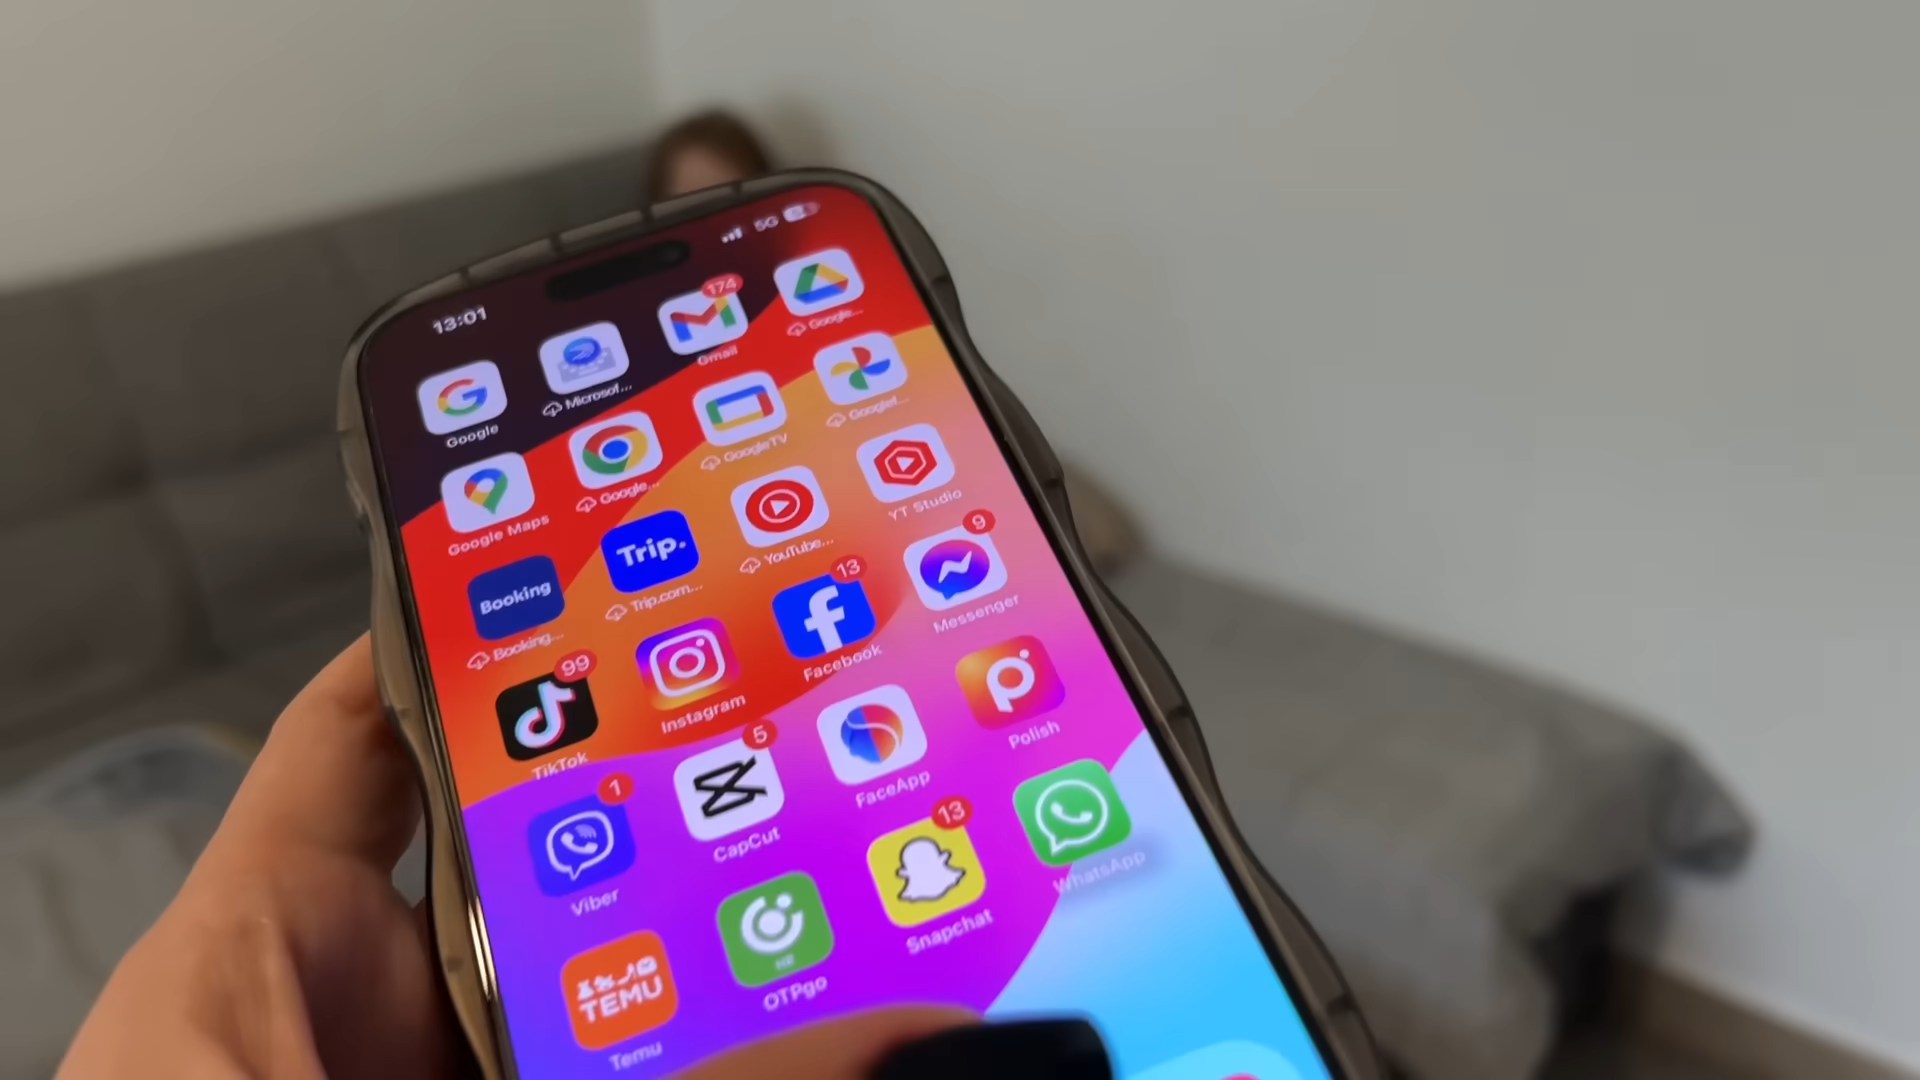 13:01
5G
174
Google
Microsof...
Gmail
Google...
Google Maps
Google...
Google TV
Googlef...
Booking
Booking...
Trip.
Trip.com...
YouTube...
YT Studio
99
TikTok
Instagram
13
Facebook
9
Messenger
1
Viber
5
CapCut
FaceApp
Polish
TEMU
Temu
OTPgo
13
Snapchat
WhatsApp